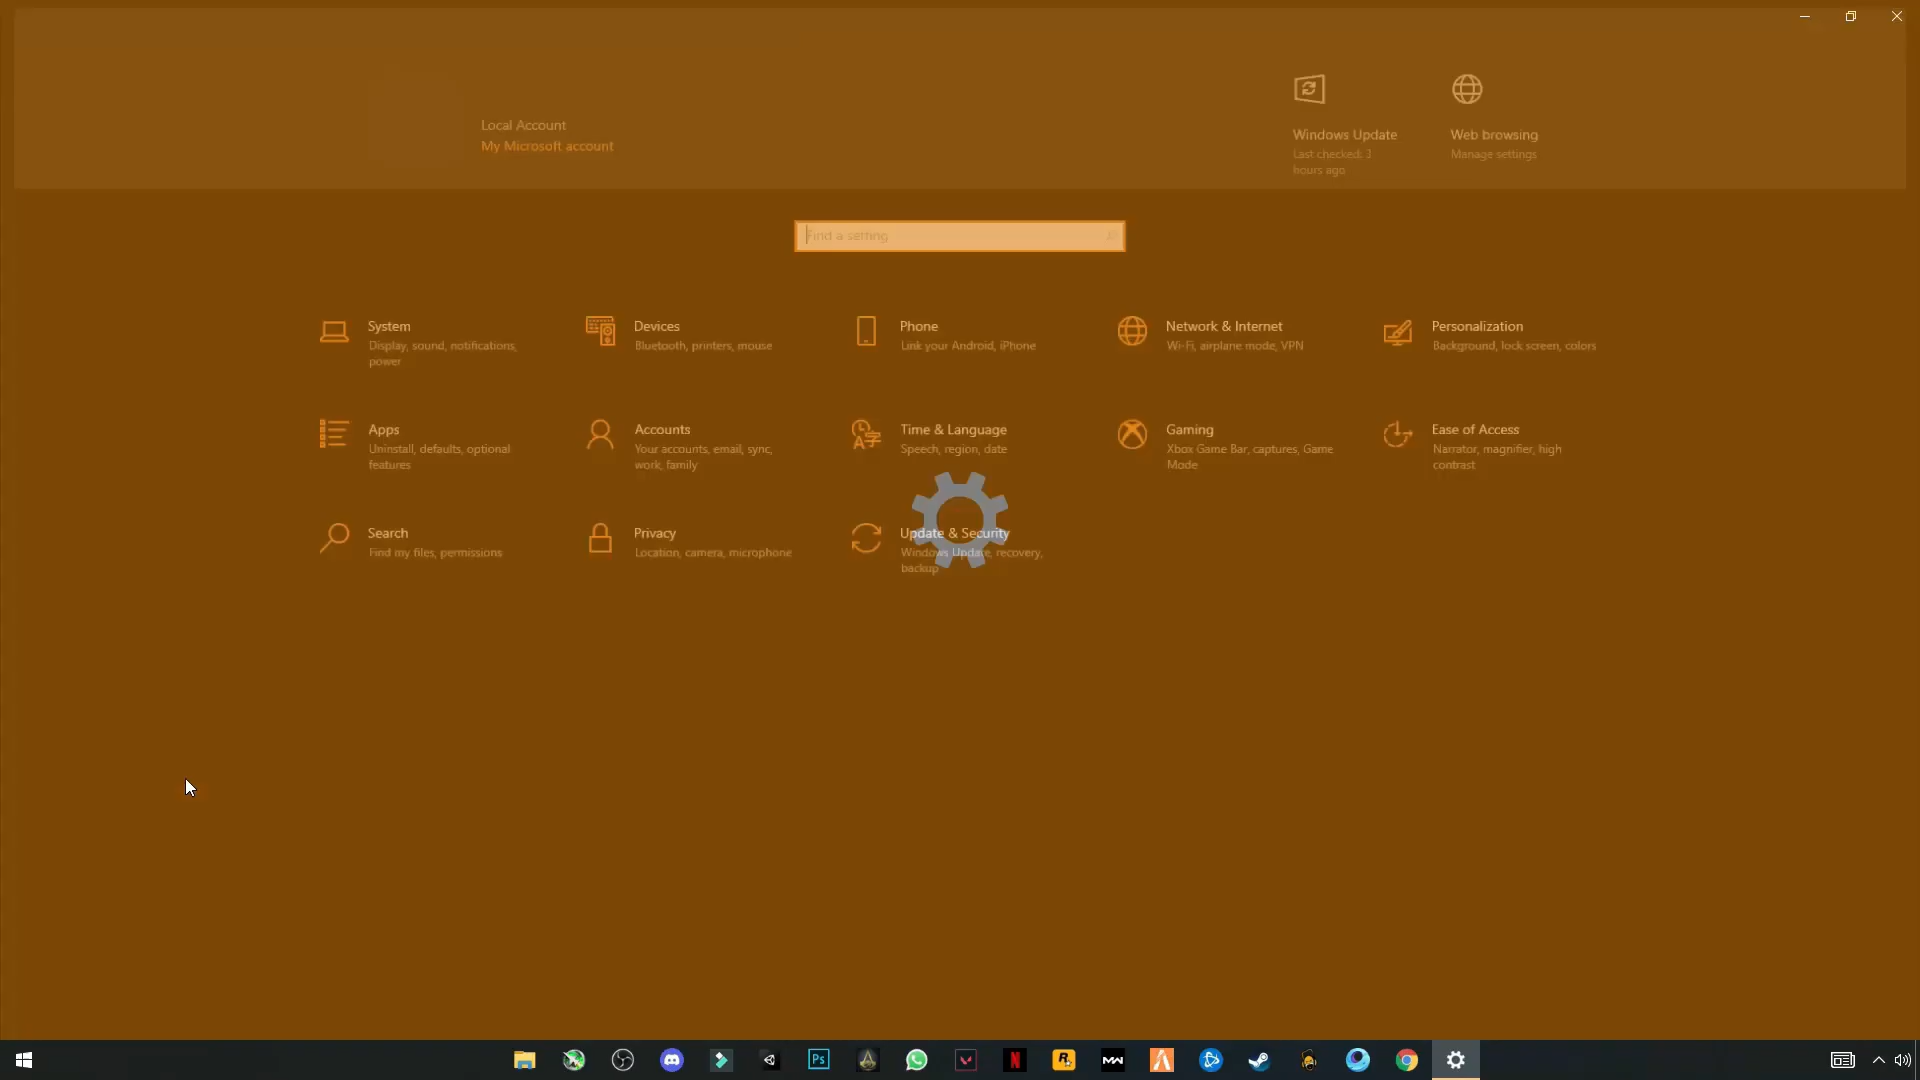 Local Account
My Microsoft account
Windows Update
Last checked: 3
hours ago
Web browsing
Manage settings
Find a setting
System
Display, sound, notifications,
power
Devices
Bluetooth, printers, mouse
Phone
Link your Android, iPhone
Network & Internet
Wi-Fi, airplane mode, VPN
Personalization
Background, lock screen, colors
Apps
Uninstall, defaults, optional
features
Accounts
Your accounts, email, sync,
work, family
Time & Language
Speech, region, date
Gaming
Xbox Game Bar, captures, Game
Mode
Ease of Access
Narrator, magnifier, high
contrast
Search
Find my files, permissions
Privacy
Location, camera, microphone
Update & Security
Windows Update, recovery,
backup
Ps
N
R
MW